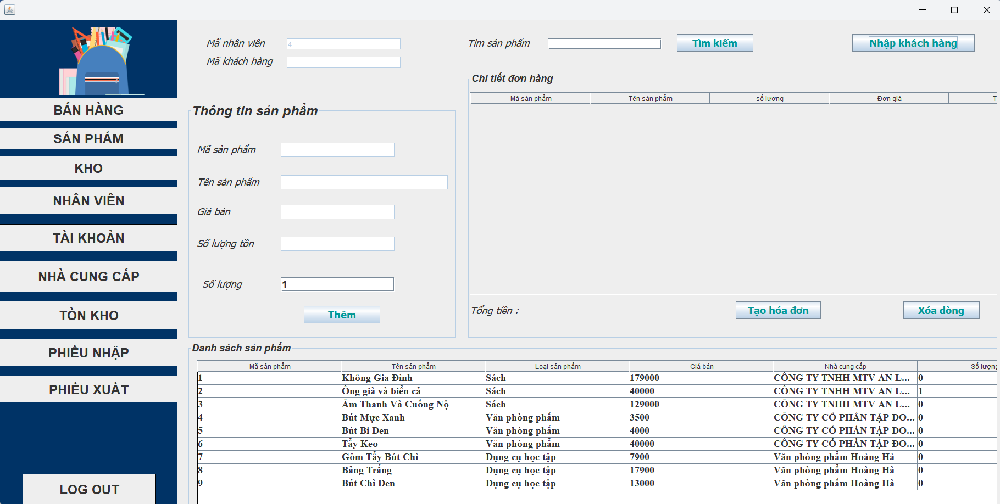 BÁN HÀNG
SẢN PHẨM
KHO
NHÂN VIÊN
TÀI KHOẢN
NHÀ CUNG CẤP
TỒN KHO
PHIẾU NHẬP
PHIẾU XUẤT
LOG OUT
Mã nhân viên 4
Mã khách hàng
Tìm sản phẩm Tìm kiếm Nhập khách hàng
Thông tin sản phẩm
Mã sản phẩm
Tên sản phẩm
Giá bán
Số lượng tồn
Số lượng 1
Thêm
Chi tiết đơn hàng
Mã sản phẩm Tên sản phẩm số lượng Đơn giá T
Tổng tiền : Tạo hóa đơn Xóa dòng
Danh sách sản phẩm
Mã sản phẩm Tên sản phẩm Loại sản phẩm Giá bán Nhà cung cấp Số lượng
1 Không Gia Đình Sách 179000 CÔNG TY TNHH MTV AN L... 0
2 Ông già và biển cả Sách 40000 CÔNG TY TNHH MTV AN L... 1
3 Âm Thanh Và Cuồng Nộ Sách 129000 CÔNG TY TNHH MTV AN L... 0
4 Bút Mực Xanh Văn phòng phẩm 3500 CÔNG TY CỔ PHẦN TẬP ĐO... 0
5 Bút Bi Đen Văn phòng phẩm 4000 CÔNG TY CỔ PHẦN TẬP ĐO... 0
6 Tẩy Keo Văn phòng phẩm 40000 CÔNG TY CỔ PHẦN TẬP ĐO... 0
7 Gôm Tẩy Bút Chì Dụng cụ học tập 7900 Văn phòng phẩm Hoàng Hà 0
8 Bảng Trắng Dụng cụ học tập 17900 Văn phòng phẩm Hoàng Hà 0
9 Bút Chì Đen Dụng cụ học tập 13000 Văn phòng phẩm Hoàng Hà 0